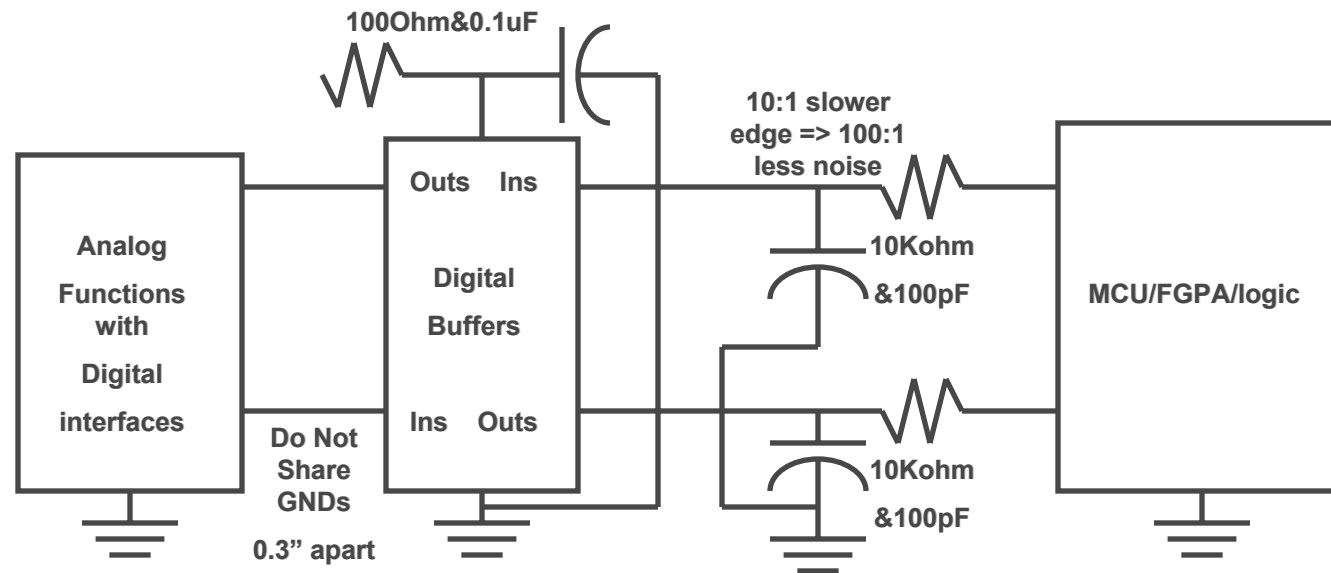 100Ohm&0.1uF
10:1 slower
edge => 100:1
less noise
Outs Ins
Analog
Functions
with
Digital
interfaces
Digital
Buffers
10Kohm
&100pF
MCU/FGPA/logic
Ins Outs
Do Not
Share
GNDs
0.3” apart
10Kohm
&100pF